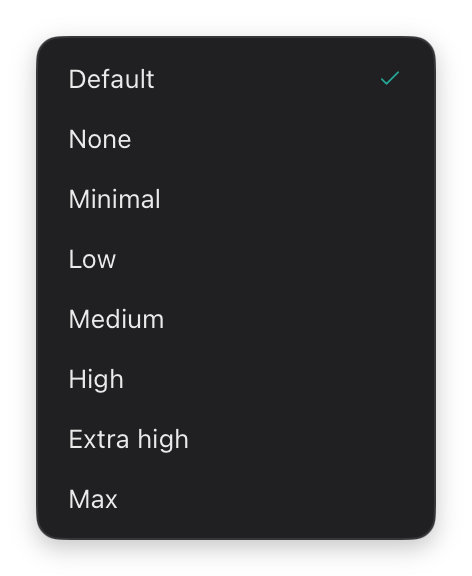 Default
None
Minimal
Low
Medium
High
Extra high
Max